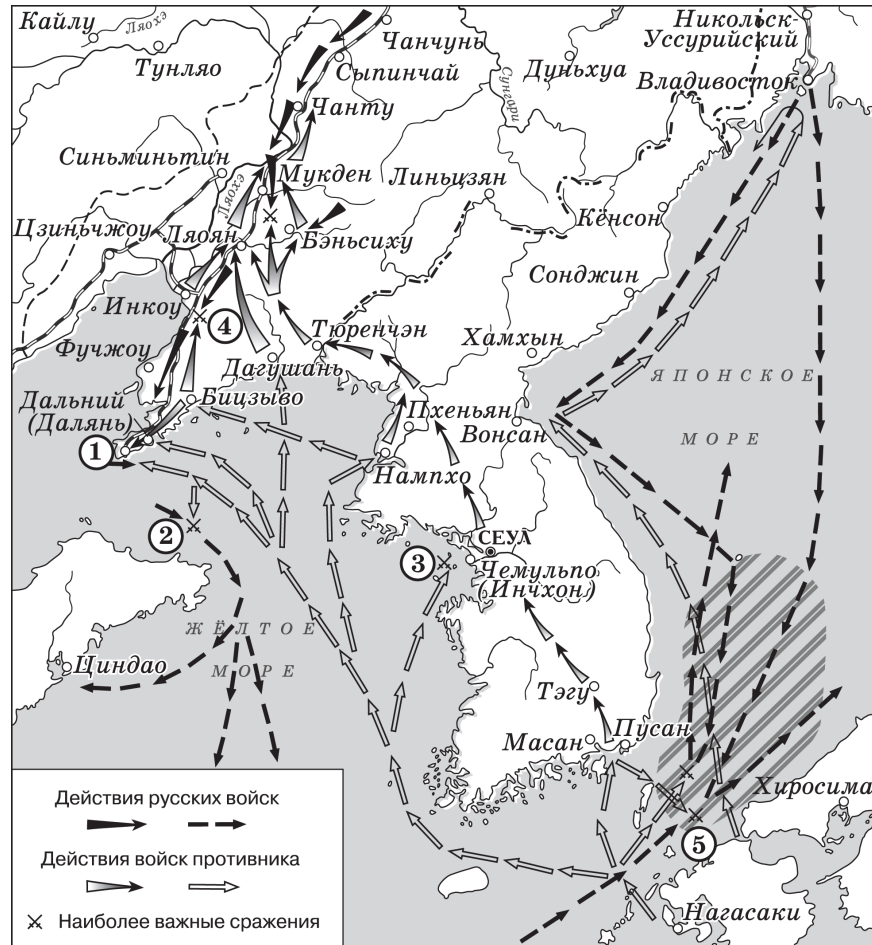 Кайлу
Ляохэ
Тунляо
Чанчунь
Сыпинчай
Сунгари
Дуньхуа
Никольск-
Уссурийский
Владивосток
Чанту
Синьминьтин
Ляохэ
Мукден
Линьцзян
Кёнсон
Цзиньчжоу
Ляоян
Бэньсиху
Сонджин
Инкоу
4
Тюренчэн
Хамхын
Фучжоу
Дагушань
ЯПОНСКОЕ
МОРЕ
Дальний
(Далянь)
Бицзыво
Пхеньян
Вонсан
1
Нампхо
2
3
СЕУЛ
Чемульпо
(Инчхон)
ЖЁЛТОЕ
МОРЕ
Циндао
Тэгу
Масан
Пусан
Хиросима
5
Нагасаки
Действия русских войск
Действия войск противника
Наиболее важные сражения